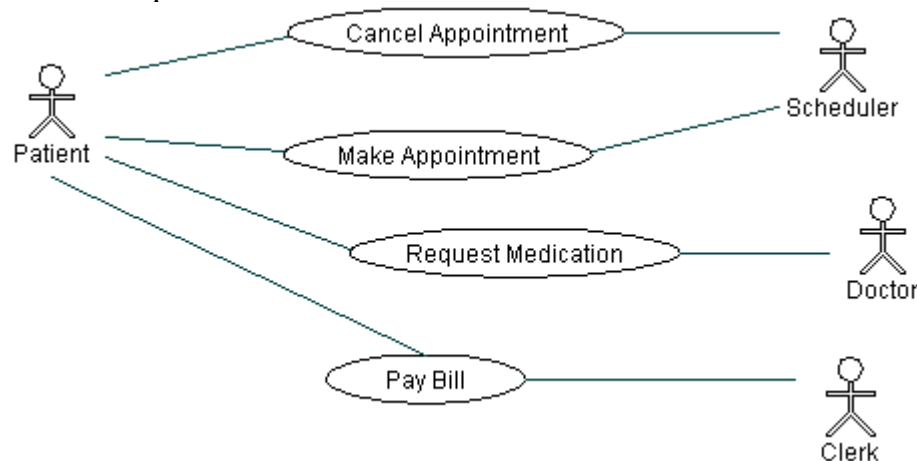 Cancel Appointment
Scheduler
Patient
Make Appointment
Request Medication
Doctor
Pay Bill
Clerk